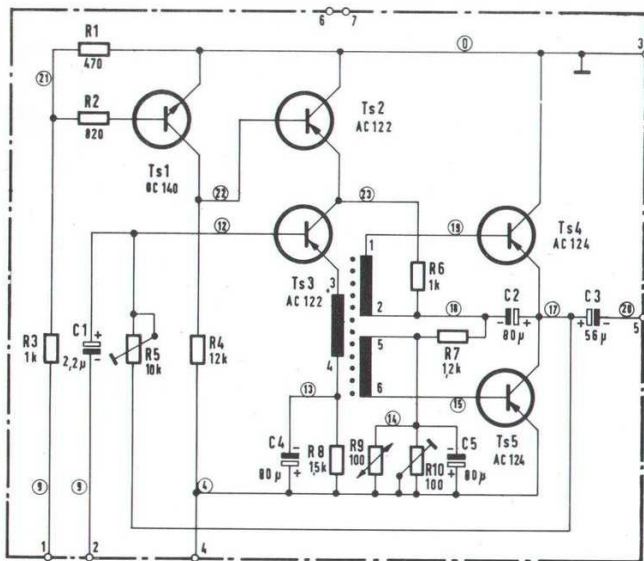 6 7
R1
470
0
3
21
R2
820
Ts2
AC 122
Ts1
BC 140
22
23
12
19
Ts4
AC 124
1
R6
1k
Ts3
AC 122
3
2
18
C2
80µ
17
C3
56µ
20
5
R3
1k
C1
2,2µ
R5
10k
R4
12k
4
5
R7
1,2k
6
15
13
14
Ts5
AC 124
C4
80µ
R8
1,5k
R9
100
R10
100
C5
80µ
9
9
4
1
2
4